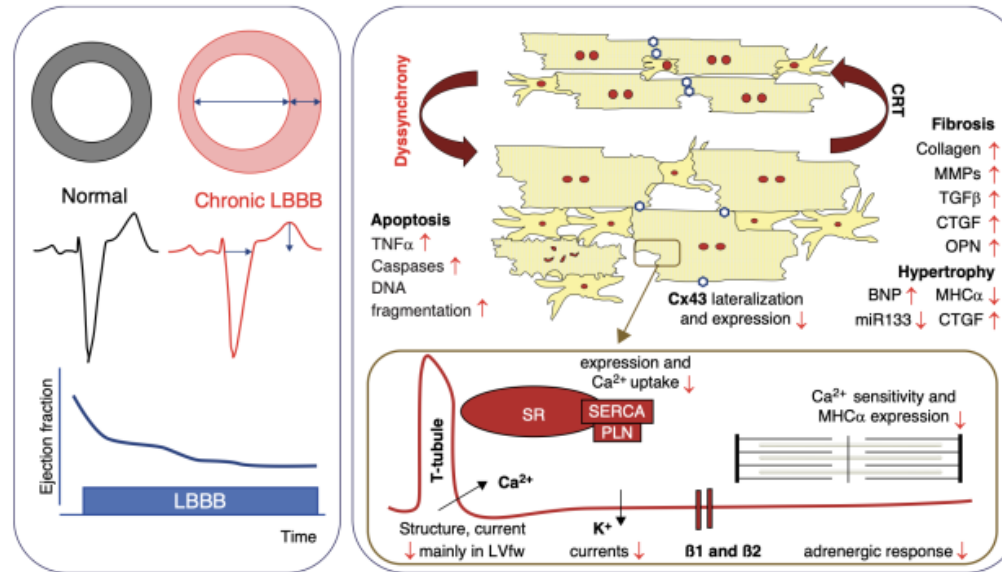 Normal
Chronic LBBB
Ejection fraction
LBBB
Time
Dyssynchrony
CRT
Apoptosis
TNFα ↑
Caspases ↑
DNA
fragmentation ↑
Cx43 lateralization
and expression ↓
Fibrosis
Collagen ↑
MMPs ↑
TGFβ ↑
CTGF ↑
OPN ↑
Hypertrophy
BNP ↑ MHCα ↓
miR133 ↓ CTGF ↑
expression and
Ca²⁺ uptake ↓
SR
SERCA
PLN
T-tubule
Ca²⁺
Ca²⁺ sensitivity and
MHCα expression ↓
Structure, current
↓ mainly in LVfw
K⁺
currents ↓
ß1 and ß2
adrenergic response ↓